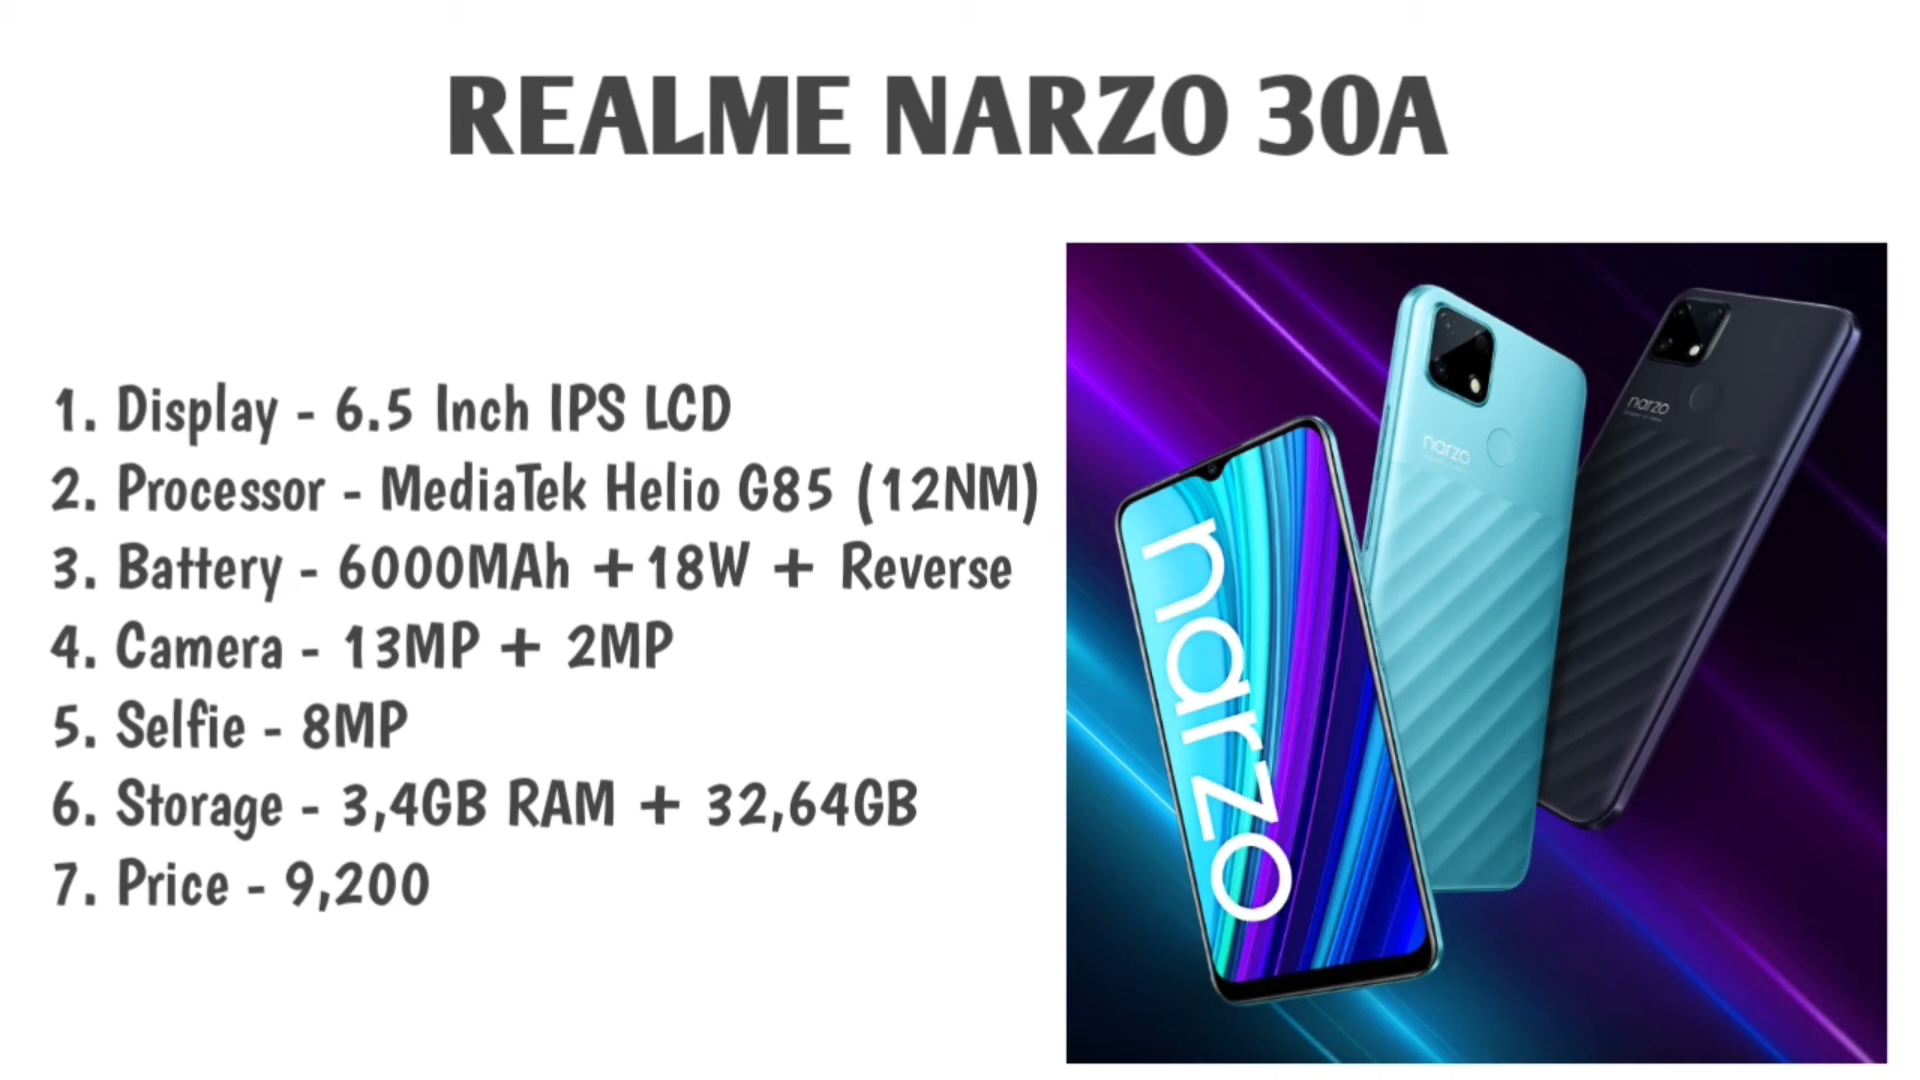 REALME NARZO 30A
1. Display - 6.5 Inch IPS LCD
2. Processor - MediaTek Helio G85 (12NM)
3. Battery - 6000MAh +18W + Reverse
4. Camera - 13MP + 2MP
5. Selfie - 8MP
6. Storage - 3,4GB RAM + 32,64GB
7. Price - 9,200
narzo
narzo
narzo